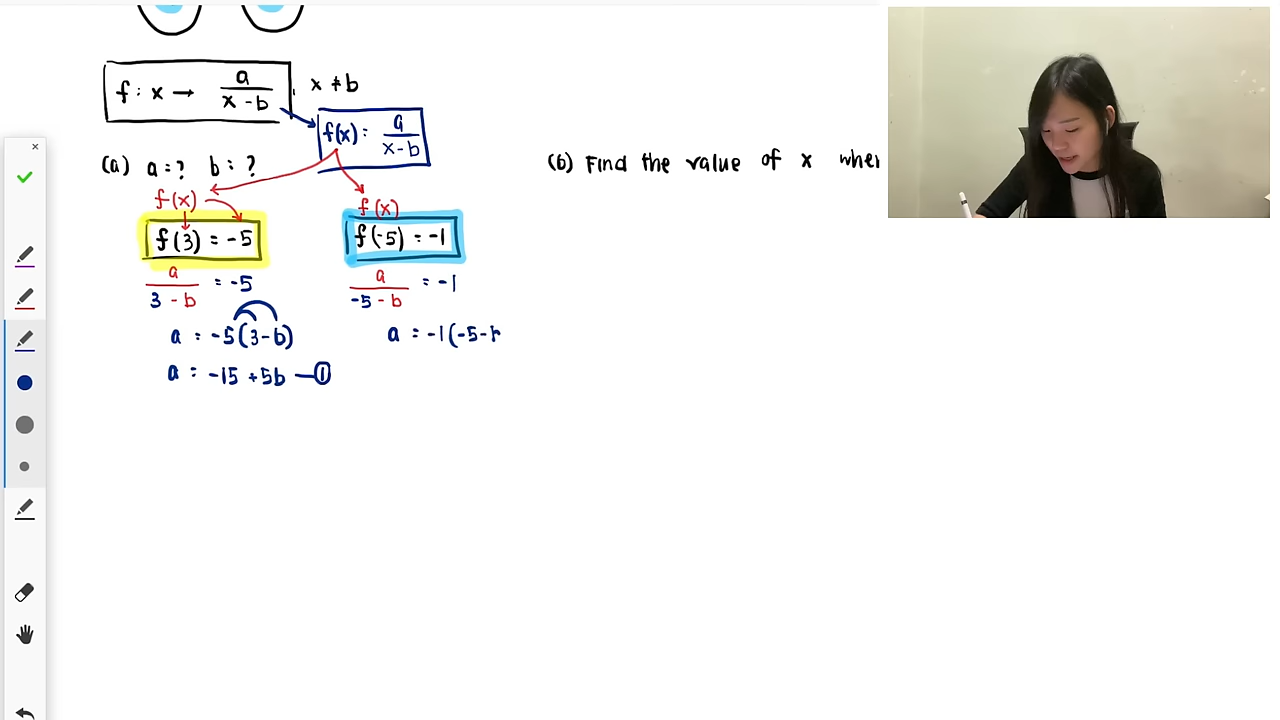 f : x → a/(x - b) , x ≠ b
f(x) : a/(x - b)
(a) a = ? b = ?
f(x)
f(3) = -5
a/(3 - b) = -5
a = -5(3 - b)
a = -15 + 5b — ①
f(x)
f(-5) = -1
a/(-5 - b) = -1
a = -1(-5 -
(b) Find the value of x